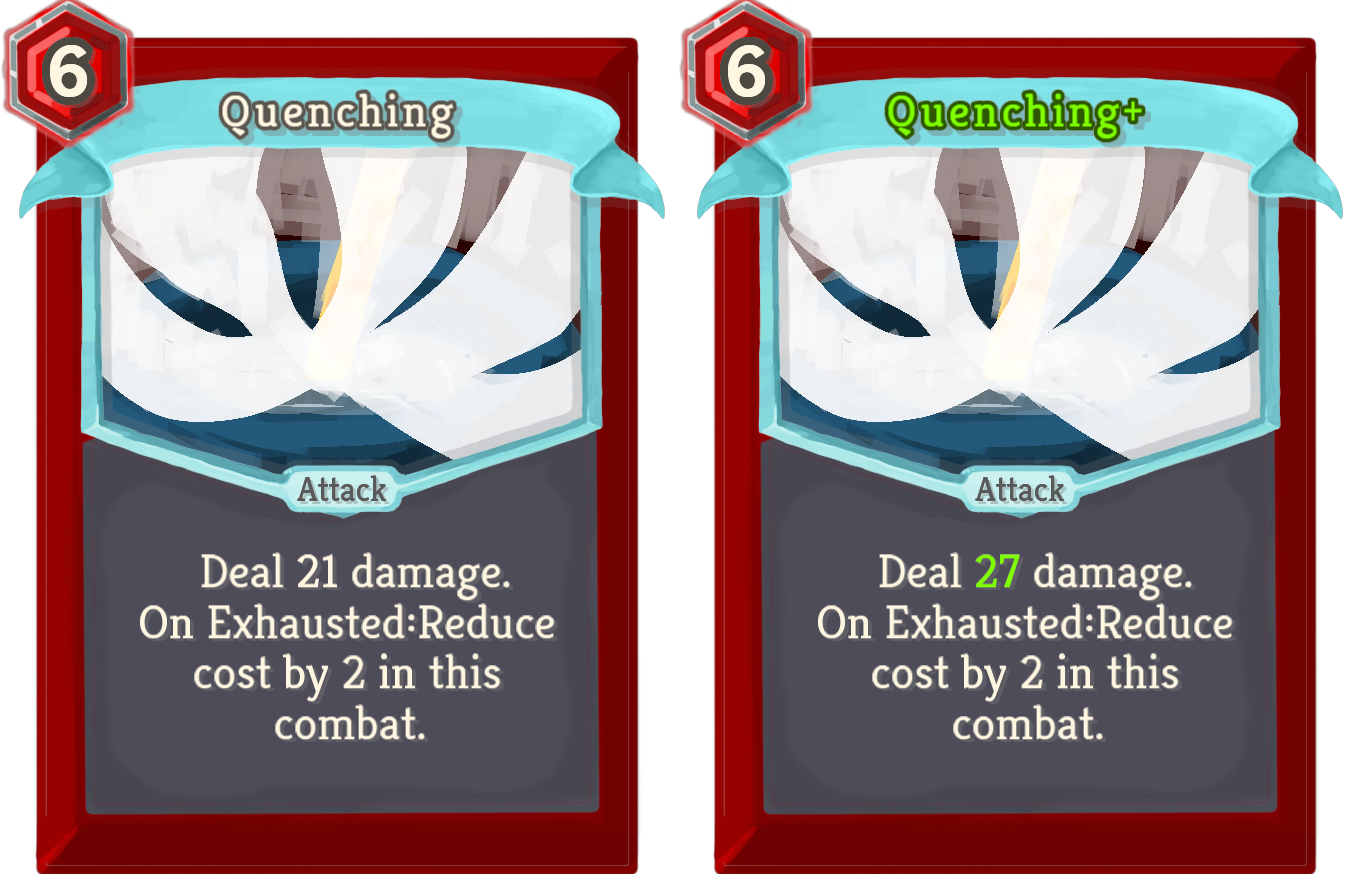 6
Quenching
Attack
Deal 21 damage.
On Exhausted:Reduce
cost by 2 in this
combat.
6
Quenching+
Attack
Deal 27 damage.
On Exhausted:Reduce
cost by 2 in this
combat.